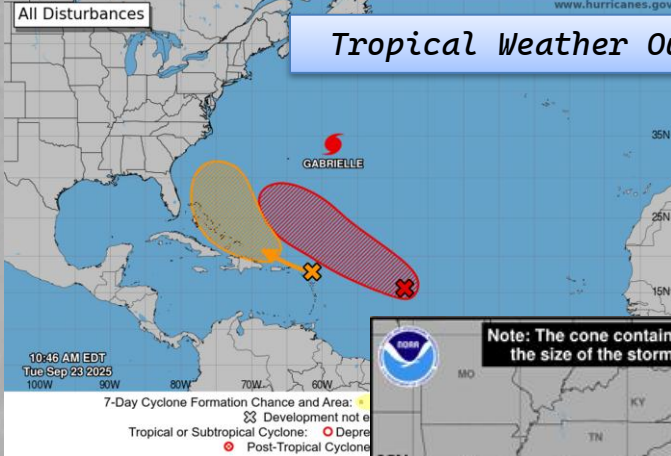 www.hurricanes.gov
All Disturbances
Tropical Weather
35N
GABRIELLE
25N
15N
10:46 AM EDT
Tue Sep 23 2025
100W 90W 80W 70W 60W
Note: The cone contain
the size of the storm
NOAA
MO
KY
TN
7-Day Cyclone Formation Chance and Area:
Development not
Tropical or Subtropical Cyclone:
Post-Tropical Cyclone